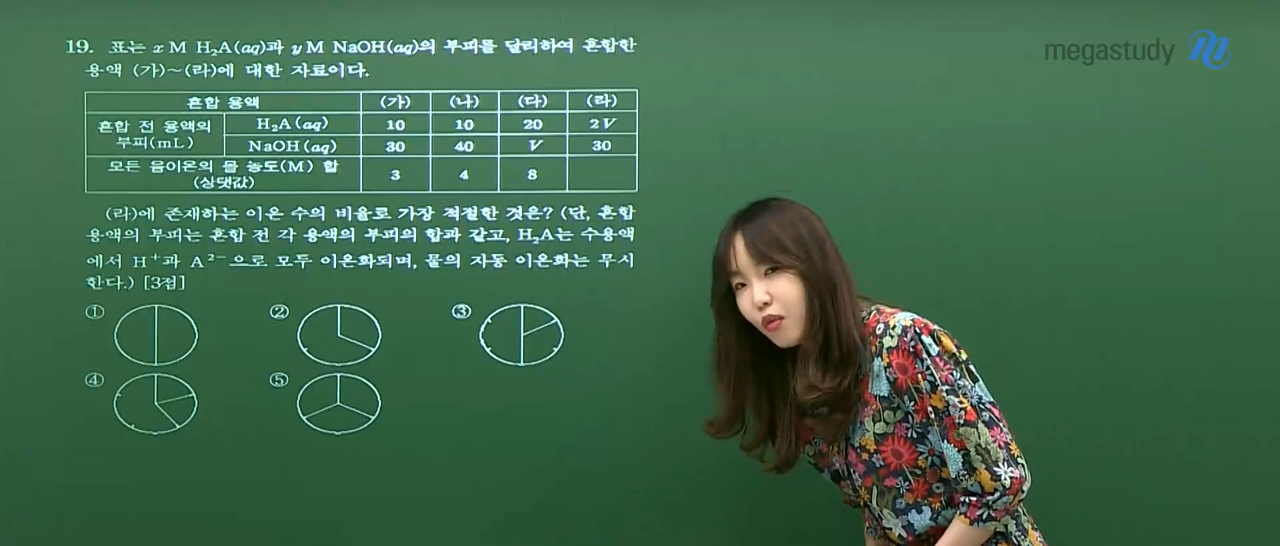 megastudy
19. 표는 x M H₂A(aq)과 y M NaOH(aq)의 부피를 달리하여 혼합한
용액 (가)~(라)에 대한 자료이다.
혼합 용액 (가) (나) (다) (라)
혼합 전 용액의 부피(mL) H₂A(aq) 10 10 20 2V
NaOH(aq) 30 40 V 30
모든 음이온의 몰 농도(M) 합 (상댓값) 3 4 8
(라)에 존재하는 이온 수의 비율로 가장 적절한 것은? (단, 혼합
용액의 부피는 혼합 전 각 용액의 부피의 합과 같고, H₂A는 수용액
에서 H⁺과 A²⁻으로 모두 이온화되며, 물의 자동 이온화는 무시
한다.) [3점]
① ② ③
④ ⑤